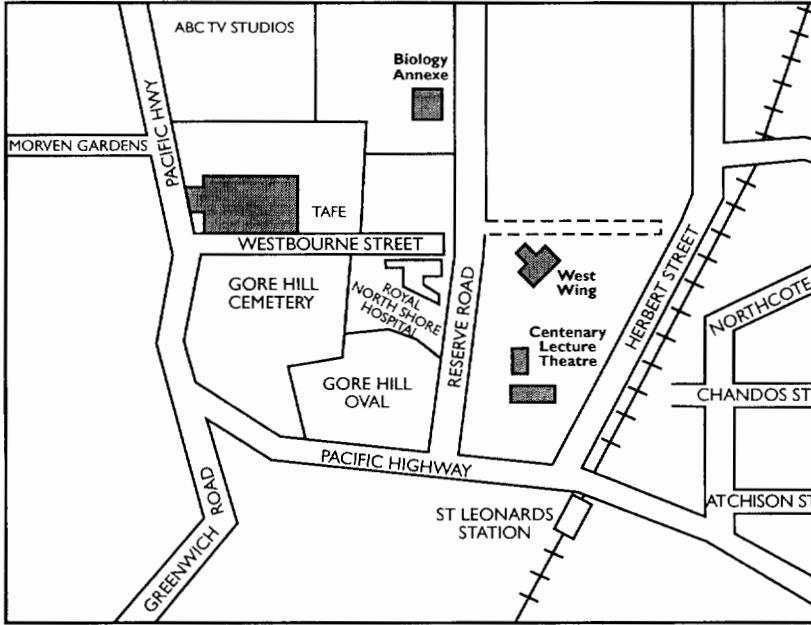 ABC TV STUDIOS
Biology
Annexe
PACIFIC HWY
MORVEN GARDENS
TAFE
WESTBOURNE STREET
GORE HILL
CEMETERY
ROYAL
NORTH SHORE
HOSPITAL
RESERVE ROAD
West
Wing
HERBERT STREET
NORTHCOTE
Centenary
Lecture
Theatre
GORE HILL
OVAL
CHANDOS ST
PACIFIC HIGHWAY
ATCHISON ST
ST LEONARDS
STATION
GREENWICH ROAD